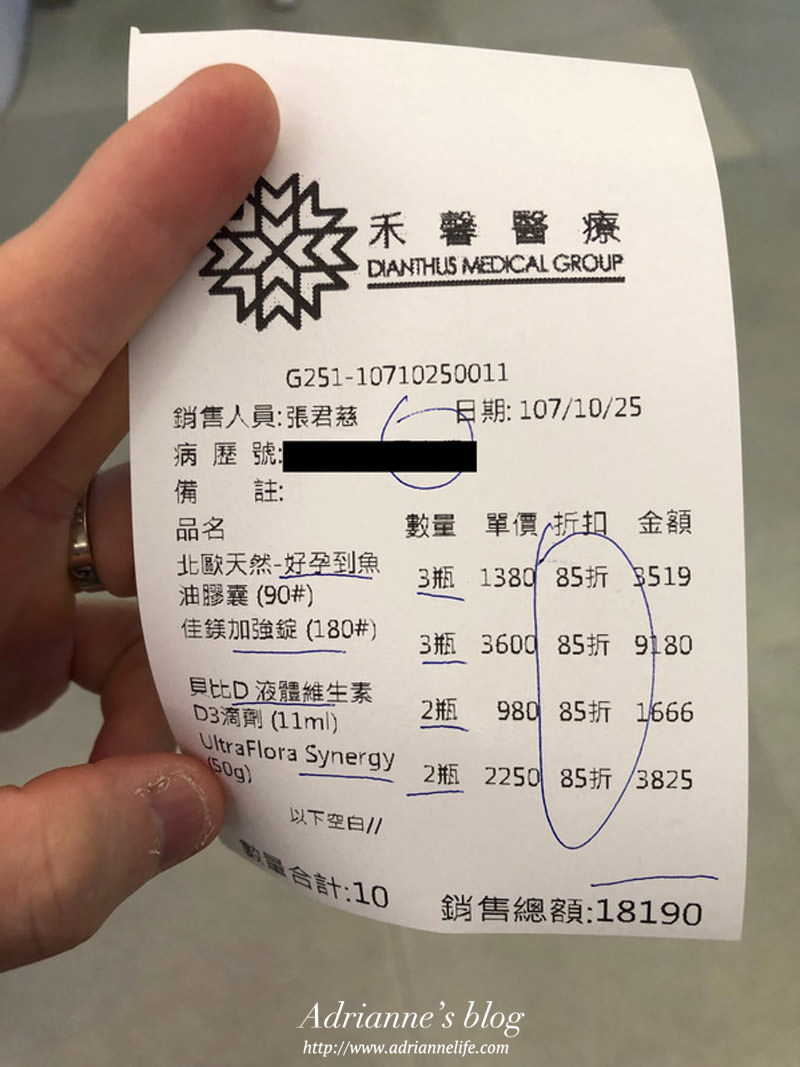 禾馨醫療
DIANTHUS MEDICAL GROUP
G251-10710250011
銷售人員:張君慈 日期:107/10/25
病歷號:
備註:
品名 數量 單價 折扣 金額
北歐天然-好孕到魚 3瓶 1380 85折 3519
油膠囊 (90#)
佳鎂加強錠 (180#) 3瓶 3600 85折 9180
貝比D 液體維生素 2瓶 980 85折 1666
D3滴劑 (11ml)
UltraFlora Synergy 2瓶 2250 85折 3825
(50g)
以下空白//
數量合計:10 銷售總額:18190
Adrianne's blog
http://www.adriannelife.com